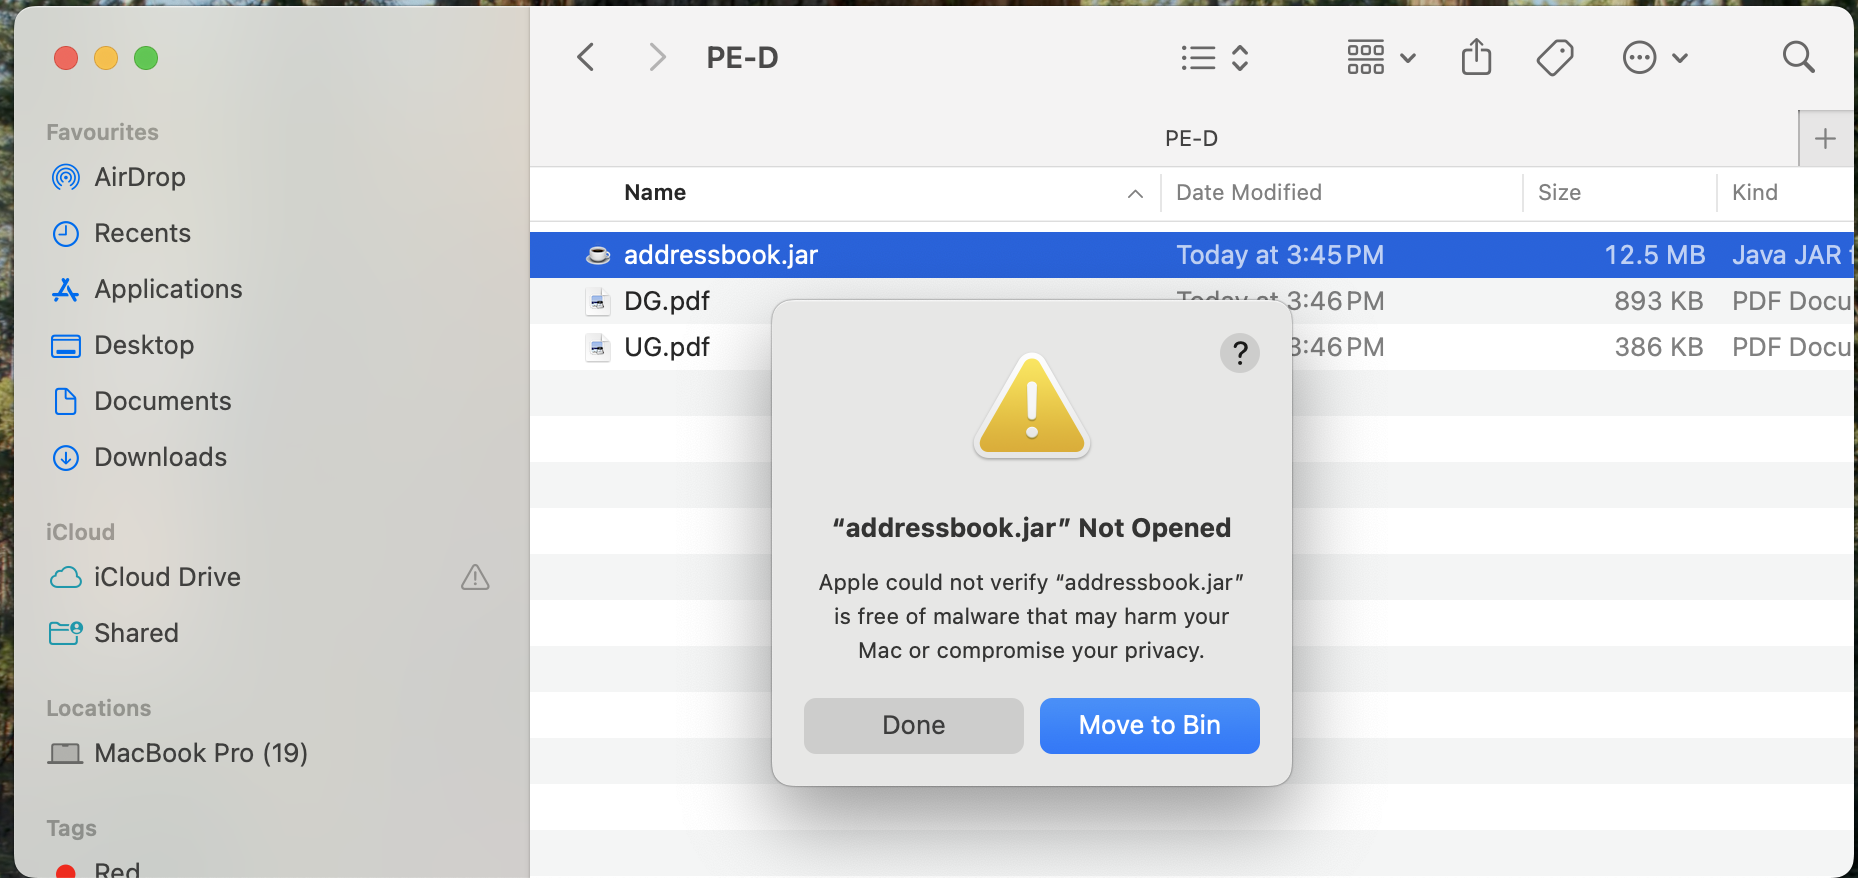 PE-D
PE-D
+
Favourites
AirDrop
Recents
Applications
Desktop
Documents
Downloads
iCloud
iCloud Drive
Shared
Locations
MacBook Pro (19)
Tags
Red
Name Date Modified Size Kind
addressbook.jar Today at 3:45 PM 12.5 MB Java JAR
DG.pdf Today at 3:46 PM 893 KB PDF Docu
UG.pdf 3:46 PM 386 KB PDF Docu
?
“addressbook.jar” Not Opened
Apple could not verify “addressbook.jar”
is free of malware that may harm your
Mac or compromise your privacy.
Done Move to Bin